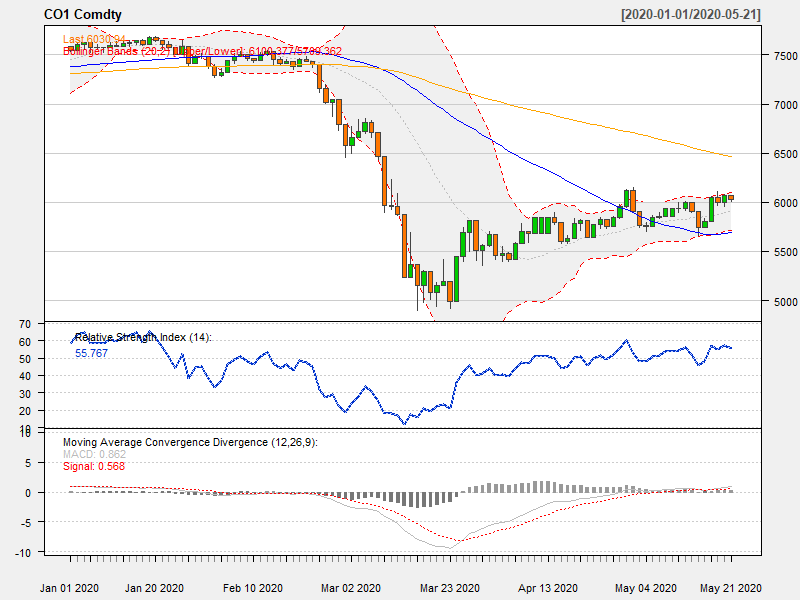 CO1 Comdty [2020-01-01/2020-05-21]
Last 6030.94
Bollinger Bands (20,2) [Upper/Lower]: 6100.377/5709.362
7500
7000
6500
6000
5500
5000
70
Relative Strength Index (14):
60
55.767
50
40
30
20
10
10
Moving Average Convergence Divergence (12,26,9):
MACD: 0.862
Signal: 0.568
5
0
-5
-10
Jan 01 2020 Jan 20 2020 Feb 10 2020 Mar 02 2020 Mar 23 2020 Apr 13 2020 May 04 2020 May 21 2020